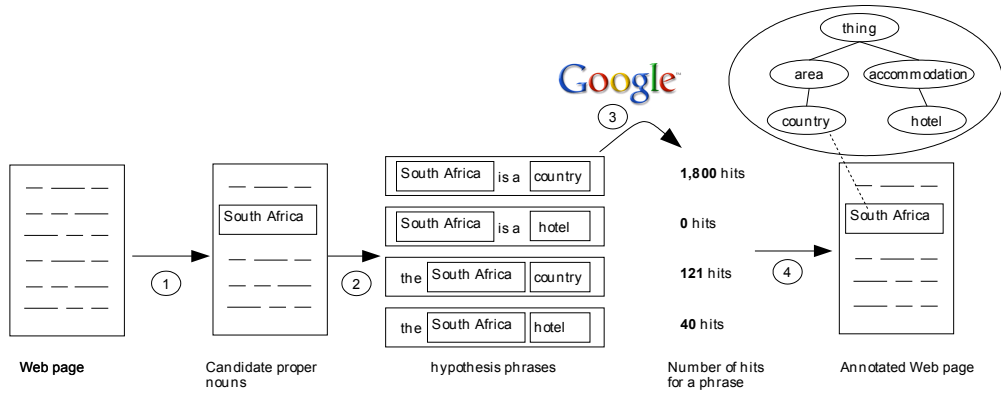 thing
area
accommodation
country
hotel
Google™
3
South Africa is a country
1,800 hits
South Africa is a hotel
0 hits
the South Africa country
121 hits
the South Africa hotel
40 hits
South Africa
South Africa
1
2
4
Web page
Candidate proper
nouns
hypothesis phrases
Number of hits
for a phrase
Annotated Web page